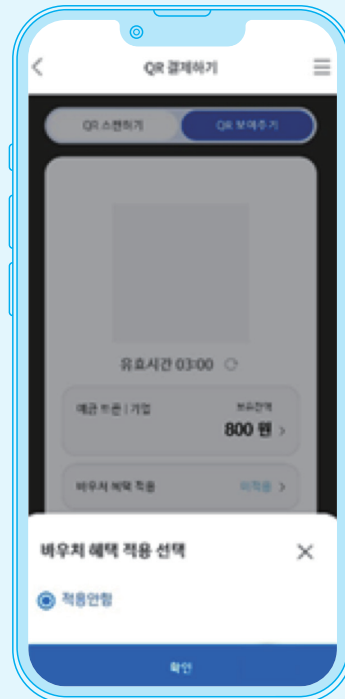 QR 결제하기
QR 스캔하기
QR 보여주기
유효시간 03:00
예금 토큰 | 기업
보유잔액
800 원
바우처 혜택 적용
미적용
바우처 혜택 적용 선택
적용안함
확인